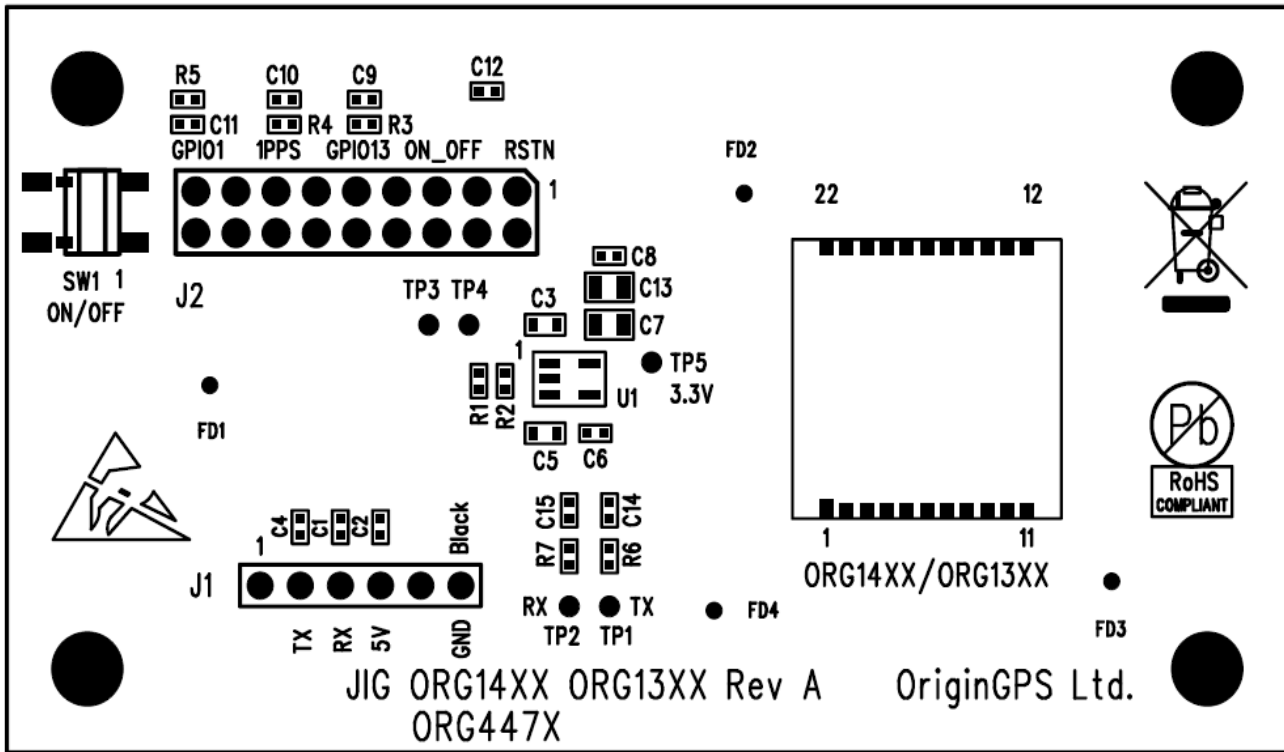 R5 C10 C9 C12
C11 R4 R3
GPIO1 1PPS GPIO13 ON_OFF RSTN
1
SW1 1
ON/OFF
J2
FD2
22 12
C8
C13
C3
C7
TP3 TP4
1
TP5
3.3V
U1
R1 R2
C5 C6
FD1
Pb
RoHS
COMPLIANT
C4 C1 C2 Black
1
J1
TX RX 5V GND
C15 C14
R7 R6
RX TX
TP2 TP1
1 11
ORG14XX/ORG13XX
FD4
FD3
JIG ORG14XX ORG13XX Rev A OriginGPS Ltd.
ORG447X